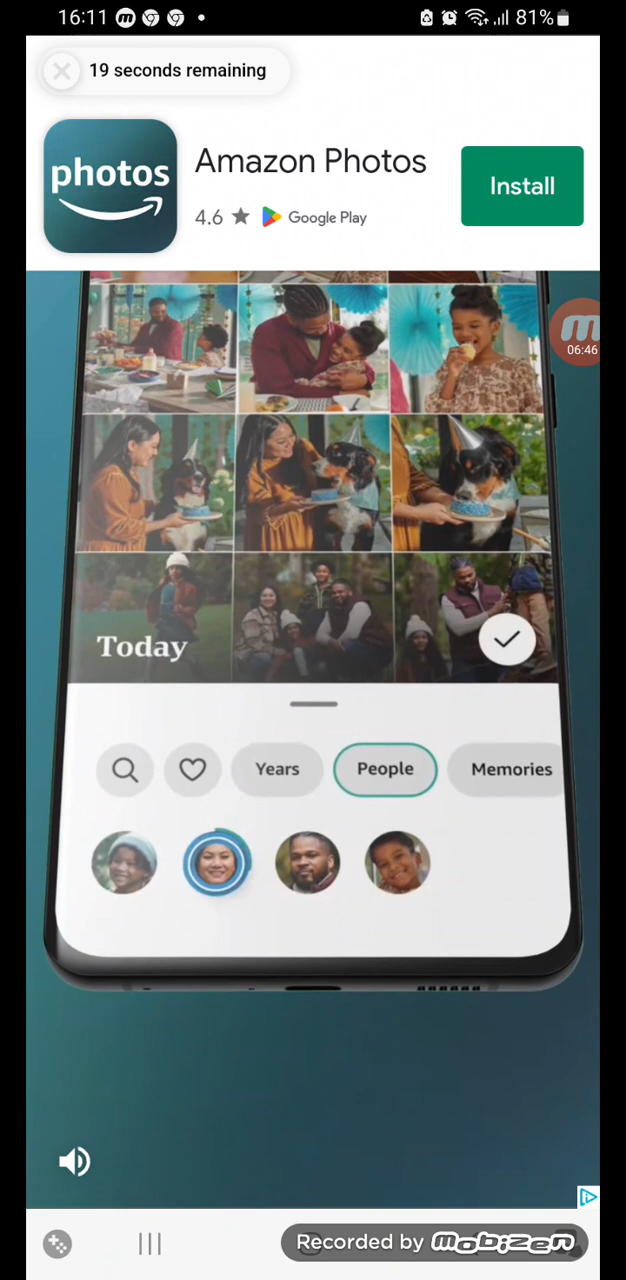 16:11
81%
19 seconds remaining
photos
Amazon Photos
Install
4.6 ★ Google Play
06:46
Today
Years
People
Memories
Recorded by mobizen